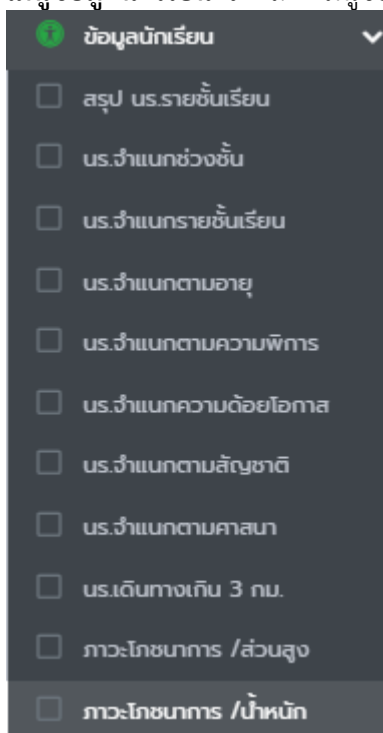 ข้อมูลนักเรียน
สรุป นร.รายชั้นเรียน
นร.จำแนกช่วงชั้น
นร.จำแนกรายชั้นเรียน
นร.จำแนกตามอายุ
นร.จำแนกตามความพิการ
นร.จำแนกความด้อยโอกาส
นร.จำแนกตามสัญชาติ
นร.จำแนกตามศาสนา
นร.เดินทางเกิน 3 กม.
ภาวะโภชนาการ /ส่วนสูง
ภาวะโภชนาการ /น้ำหนัก